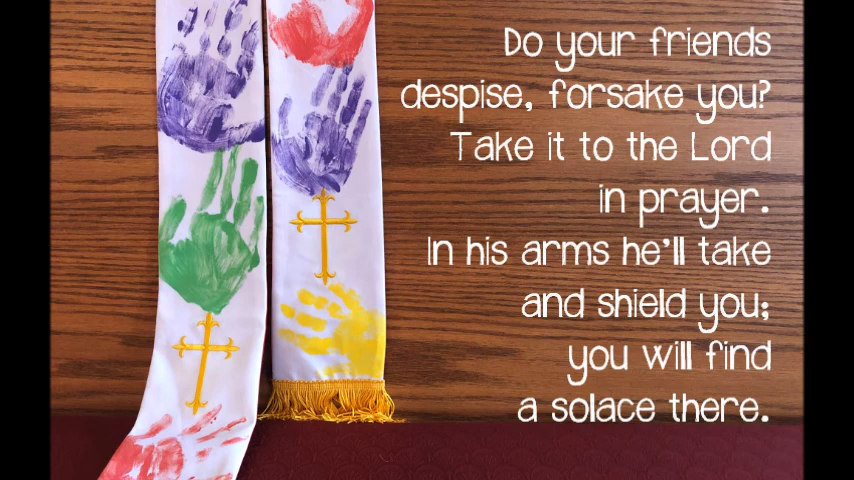 Do your friends
despise, forsake you?
Take it to the Lord
in prayer.
In his arms he'll take
and shield you;
you will find
a solace there.